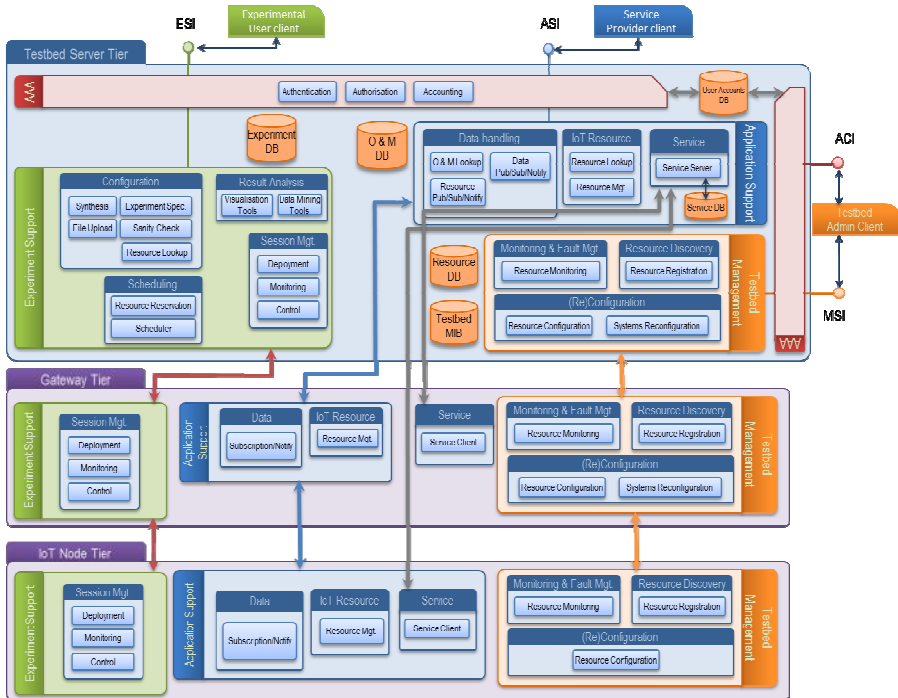 ESI
Experimental
User client
ASI
Service
Provider client
Testbed Server Tier
AAA
Authentication
Authorisation
Accounting
User Accounts
DB
Experiment
DB
O & M
DB
Data handling
O & M Lookup
Data
Pub/Sub/Notify
Resource
Pub/Sub/Notify
IoT Resource
Resource Lookup
Resource Mgt.
Service
Service Server
Service DB
Application Support
ACI
Testbed
Admin Client
MSI
Experiment Support
Configuration
Synthesis
Experiment Spec.
File Upload
Sanity Check
Resource Lookup
Result Analysis
Visualisation
Tools
Data Mining
Tools
Session Mgt.
Deployment
Monitoring
Control
Scheduling
Resource Reservation
Scheduler
Resource
DB
Testbed
MIB
Monitoring & Fault Mgt
Resource Monitoring
Resource Discovery
Resource Registration
(Re)Configuration
Resource Configuration
Systems Reconfiguration
Testbed
Management
AAA
Gateway Tier
Experiment Support
Session Mgt.
Deployment
Monitoring
Control
Application
Support
Data
Subscription/Notify
IoT Resource
Resource Mgt.
Service
Service Client
Monitoring & Fault Mgt
Resource Monitoring
Resource Discovery
Resource Registration
(Re)Configuration
Resource Configuration
Systems Reconfiguration
Testbed
Management
IoT Node Tier
Experiment Support
Session Mgt
Deployment
Monitoring
Control
Application Support
Data
Subscription/Notify
IoT Resource
Resource Mgt.
Service
Service Client
Monitoring & Fault Mgt.
Resource Monitoring
Resource Discovery
Resource Registration
(Re)Configuration
Resource Configuration
Testbed
Management